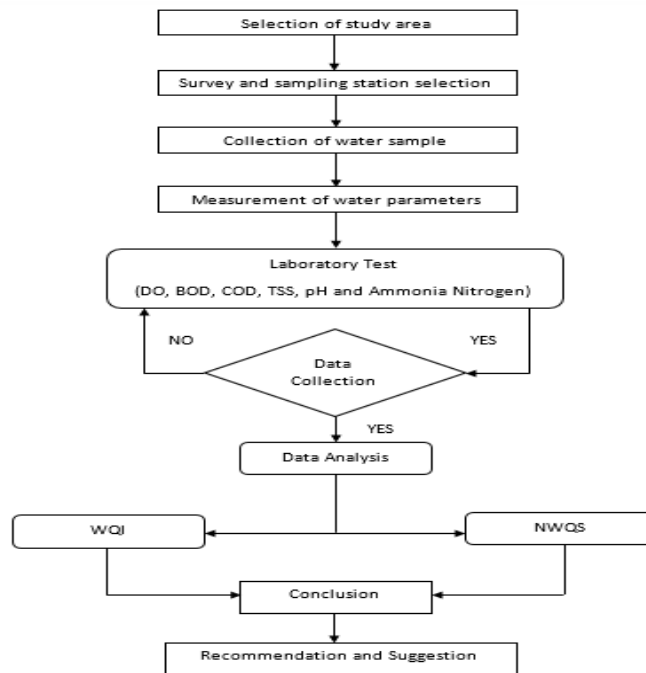 Selection of study area
Survey and sampling station selection
Collection of water sample
Measurement of water parameters
Laboratory Test
(DO, BOD, COD, TSS, pH and Ammonia Nitrogen)
NO
YES
Data
Collection
YES
Data Analysis
WQI
NWQS
Conclusion
Recommendation and Suggestion